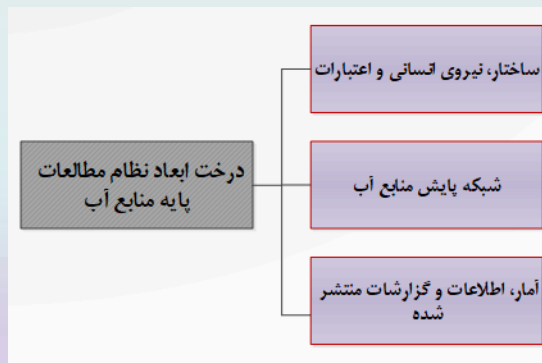 درخت ابعاد نظام مطالعات
پایه منابع آب
ساختار، نیروی انسانی و اعتبارات
شبکه پایش منابع آب
آمار، اطلاعات و گزارشات منتشر
شده